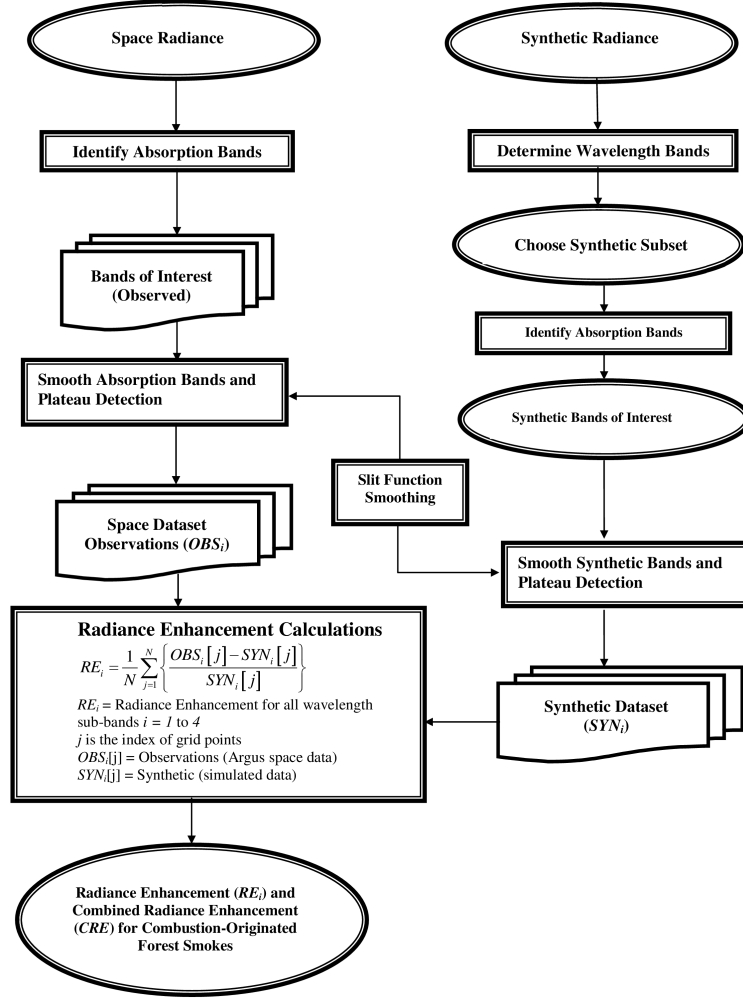 Space Radiance
Identify Absorption Bands
Bands of Interest
(Observed)
Smooth Absorption Bands and
Plateau Detection
Space Dataset
Observations (OBSᵢ)
Synthetic Radiance
Determine Wavelength Bands
Choose Synthetic Subset
Identify Absorption Bands
Synthetic Bands of Interest
Slit Function
Smoothing
Smooth Synthetic Bands and
Plateau Detection
Synthetic Dataset
(SYNᵢ)
Radiance Enhancement Calculations
REᵢ = 1/N ∑_{j=1}^{N} { (OBSᵢ[j] − SYNᵢ[j]) / SYNᵢ[j] }
REᵢ = Radiance Enhancement for all wavelength
sub-bands i = 1 to 4
j is the index of grid points
OBSᵢ[j] = Observations (Argus space data)
SYNᵢ[j] = Synthetic (simulated data)
Radiance Enhancement (REᵢ) and
Combined Radiance Enhancement
(CRE) for Combustion-Originated
Forest Smokes